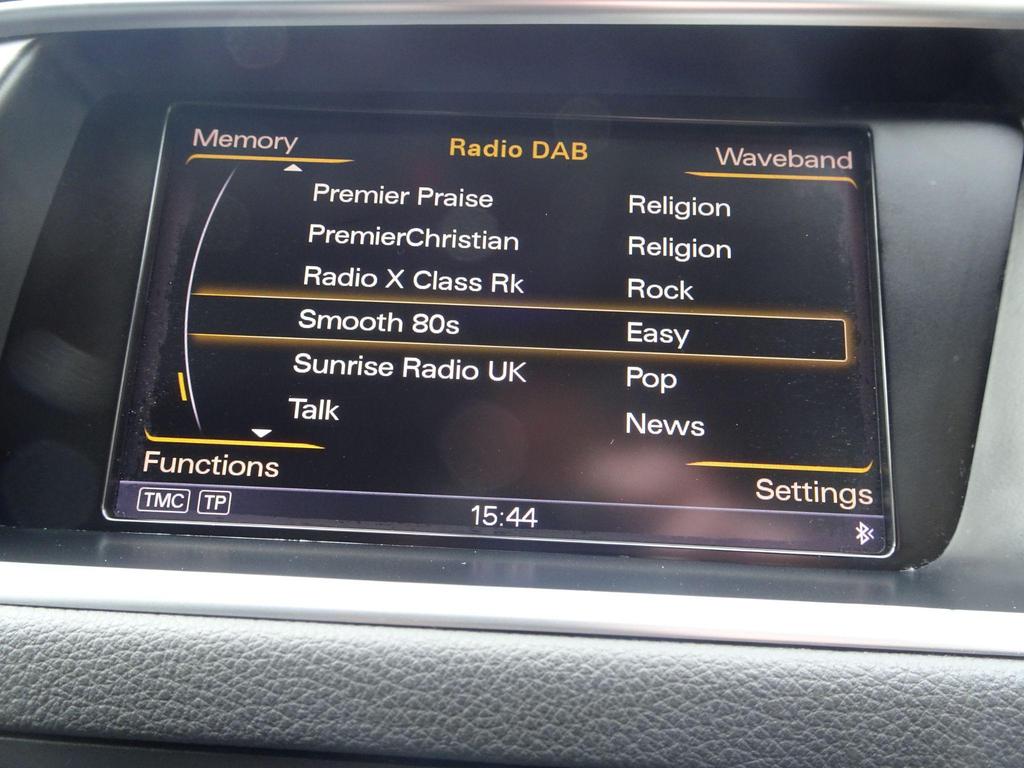 Memory Radio DAB Waveband
Premier Praise Religion
PremierChristian Religion
Radio X Class Rk Rock
Smooth 80s Easy
Sunrise Radio UK Pop
Talk News
Functions Settings
TMC TP 15:44